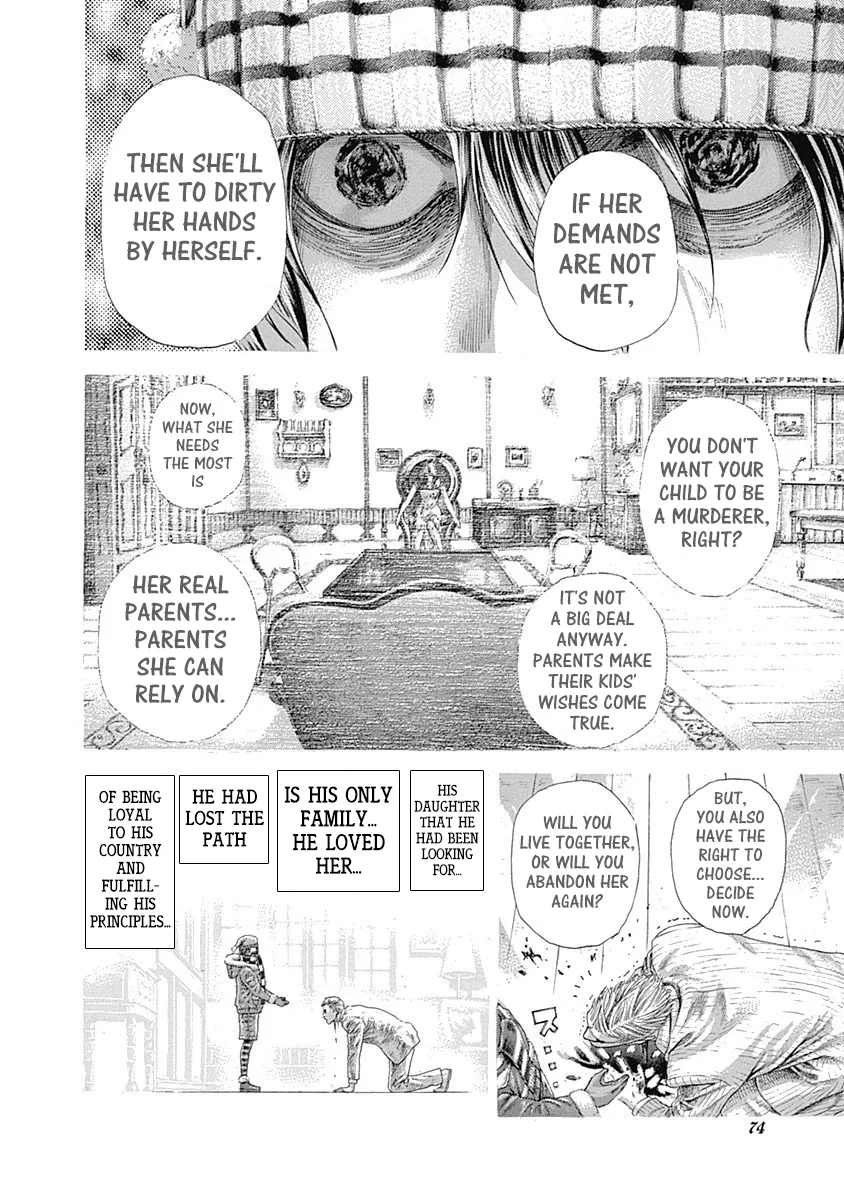 IF HER
DEMANDS
ARE NOT
MET,
THEN SHE'LL
HAVE TO DIRTY
HER HANDS
BY HERSELF.
YOU DON'T
WANT YOUR
CHILD TO BE
A MURDERER,
RIGHT?
IT'S NOT
A BIG DEAL
ANYWAY.
PARENTS MAKE
THEIR KIDS'
WISHES COME
TRUE.
NOW,
WHAT SHE
NEEDS
THE MOST
IS
HER REAL
PARENTS...
PARENTS
SHE CAN
RELY ON.
BUT,
YOU ALSO
HAVE THE
RIGHT TO
CHOOSE...
DECIDE
NOW.
WILL YOU
LIVE TOGETHER,
OR WILL YOU
ABANDON HER
AGAIN?
ス
HIS
DAUGHTER
THAT HE
HAD BEEN
LOOKING
FOR...
IS HIS ONLY
FAMILY...
HE LOVED
HER...
HE HAD
LOST THE
PATH
OF BEING
LOYAL
TO HIS
COUNTRY
AND
FULFILL-
ING HIS
PRINCIPLES...
74